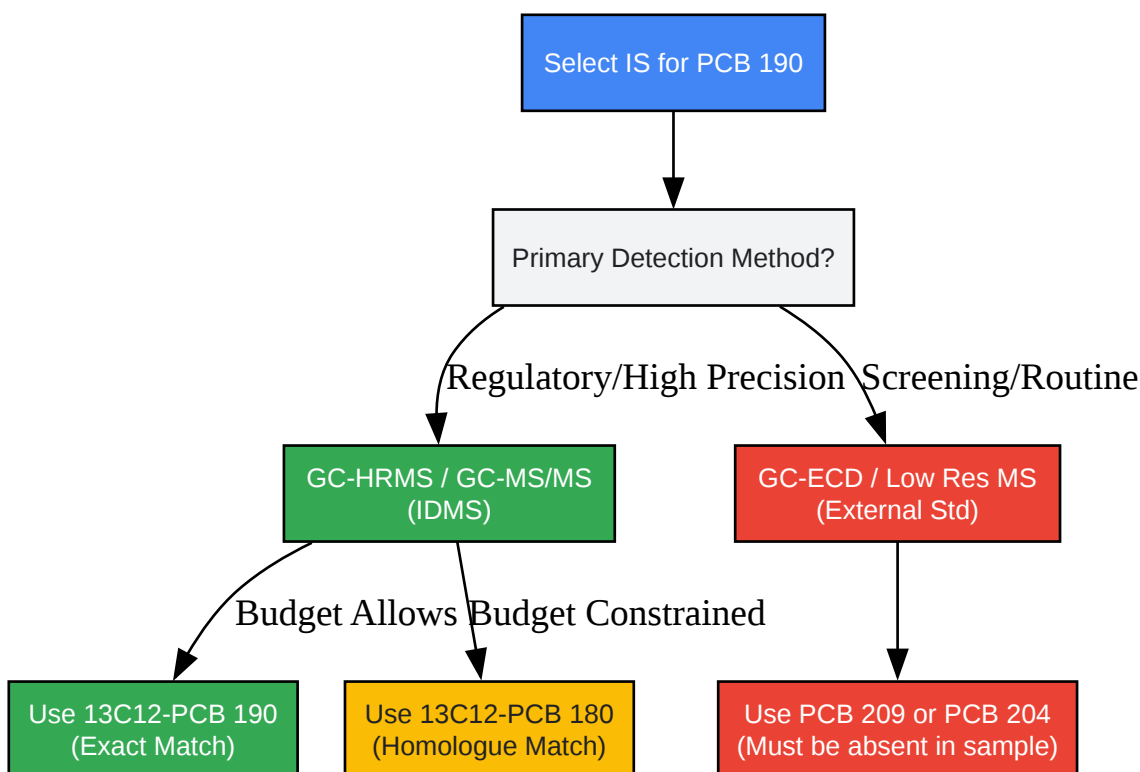 Select IS for PCB 190
Primary Detection Method?
Regulatory/High Precision
Screening/Routine
GC-HRMS / GC-MS/MS
(IDMS)
GC-ECD / Low Res MS
(External Std)
Budget Allows
Budget Constrained
Use 13C12-PCB 190
(Exact Match)
Use 13C12-PCB 180
(Homologue Match)
Use PCB 209 or PCB 204
(Must be absent in sample)